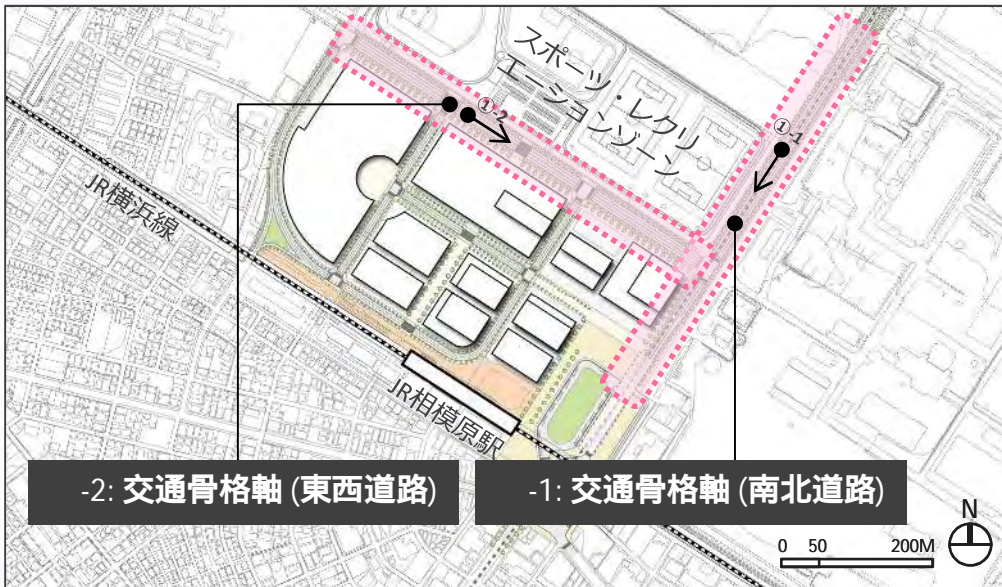 スポーツ・レクリ
エーションゾーン
①-2
①-1
JR横浜線
JR相模原駅
-2: 交通骨格軸 (東西道路)
-1: 交通骨格軸 (南北道路)
N
0 50 200M